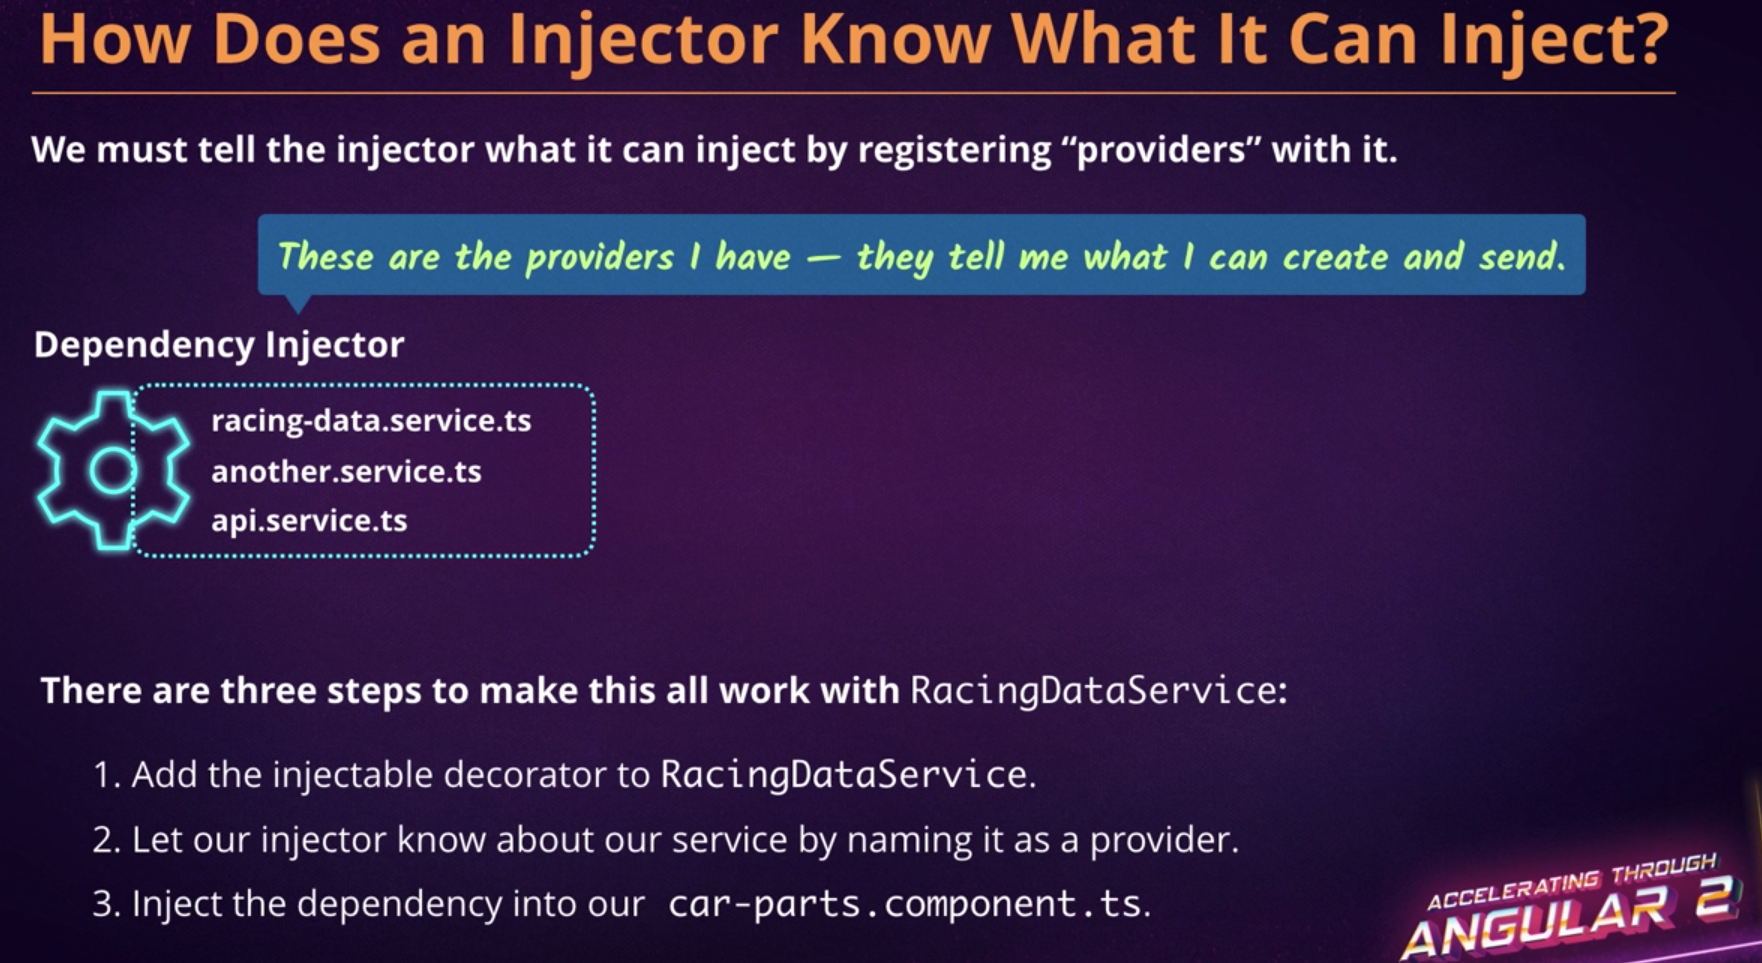 How Does an Injector Know What It Can Inject?
We must tell the injector what it can inject by registering “providers” with it.
These are the providers I have — they tell me what I can create and send.
Dependency Injector
racing-data.service.ts
another.service.ts
api.service.ts
There are three steps to make this all work with RacingDataService:
1. Add the injectable decorator to RacingDataService.
2. Let our injector know about our service by naming it as a provider.
3. Inject the dependency into our car-parts.component.ts.
ACCELERATING THROUGH
ANGULAR 2